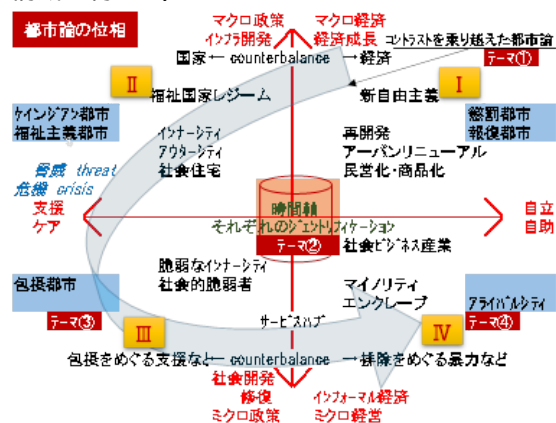 都市論の位相
マクロ政策
インフラ開発
マクロ経済
経済成長
コントラストを乗り越えた都市論
テーマ①
国家← counterbalance →経済
Ⅱ
Ⅰ
福祉国家レジーム
新自由主義
ケインジアン都市
福祉主義都市
懲罰都市
報復都市
インナーシティ
アウターシティ
社会住宅
再開発
アーバンリニューアル
民営化・商品化
脅威 threat
危機 crisis
支援
ケア
時間軸
自立
自助
それぞれのジェントリフィケーション
テーマ②
社会ビジネス産業
脆弱なインナーシティ
社会的脆弱者
包摂都市
マイノリティ
エンクレーブ
アライバルシティ
テーマ③
テーマ④
サービスハブ
Ⅲ
Ⅳ
包摂をめぐる支援など← counterbalance →排除をめぐる暴力など
社会開発
修復
ミクロ政策
インフォーマル経済
ミクロ経営